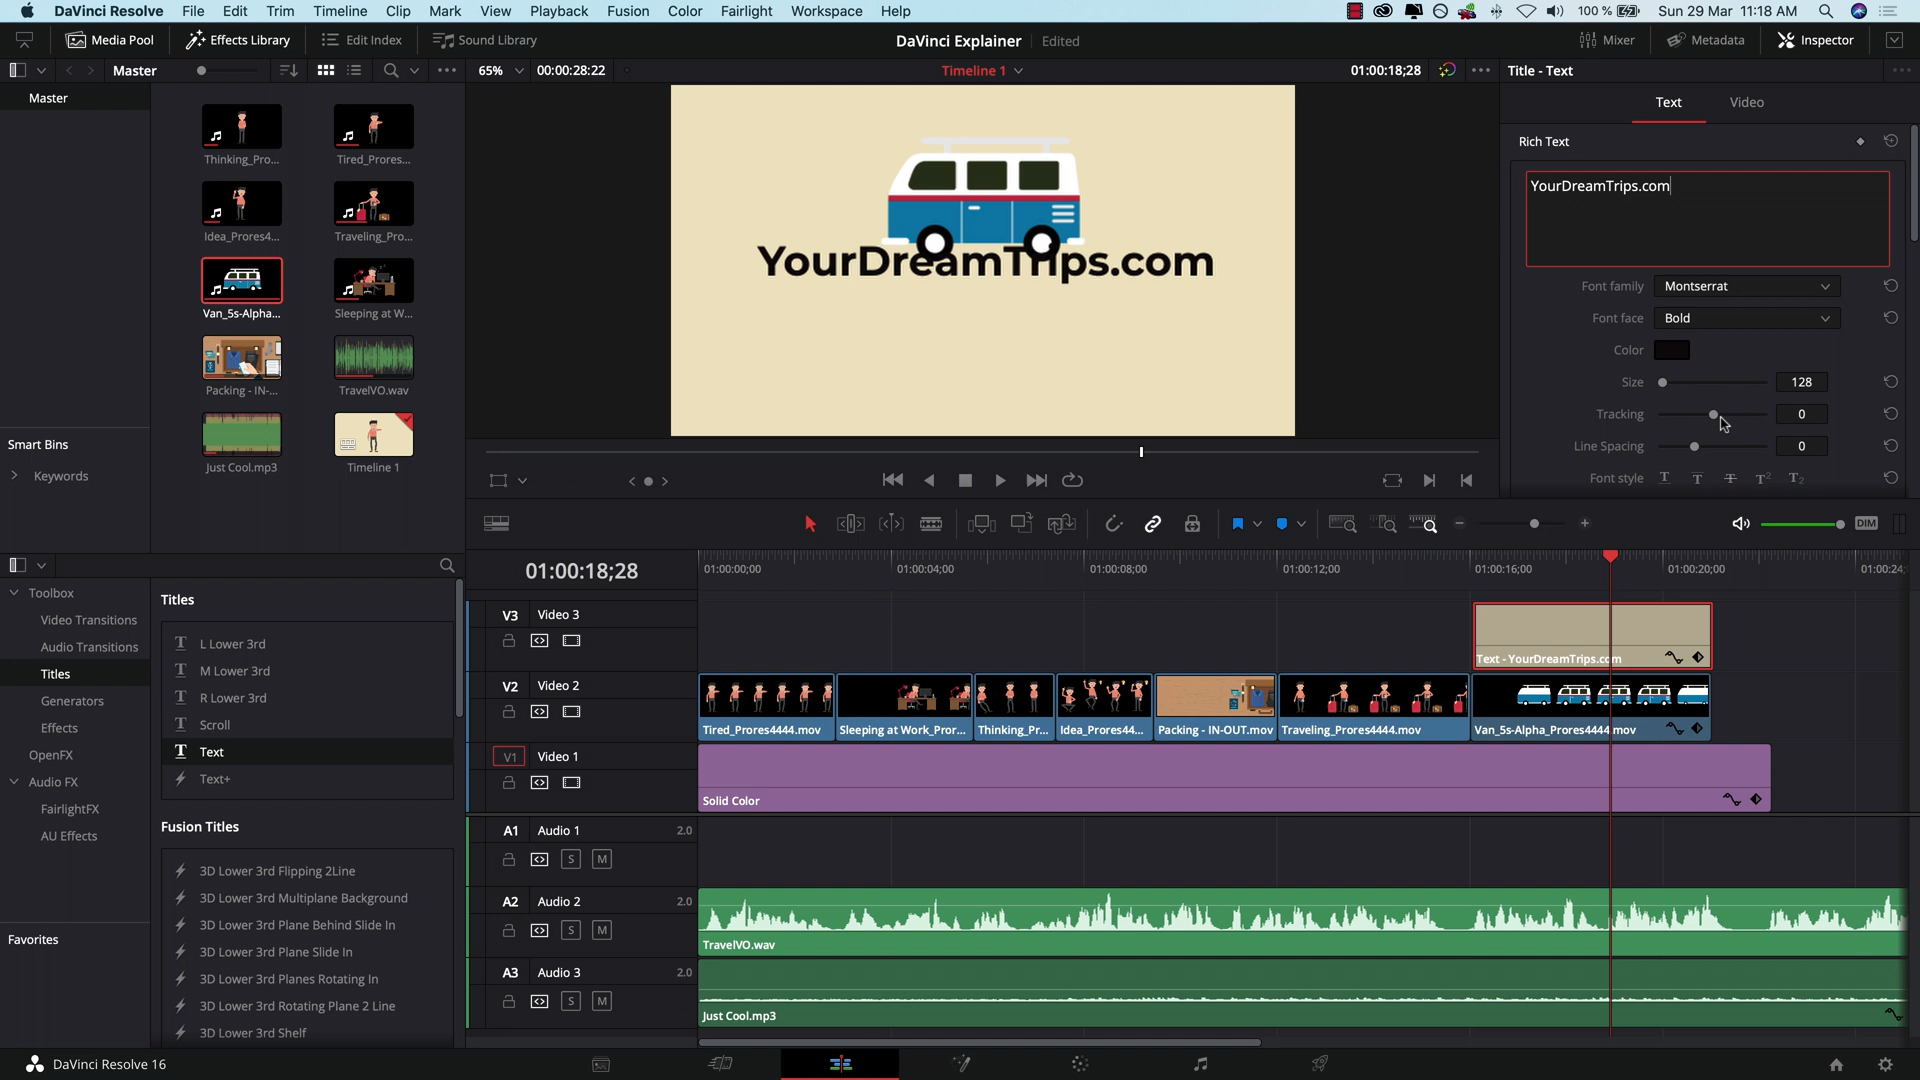 DaVinci Resolve File Edit Trim Timeline Clip Mark View Playback Fusion Color Fairlight Workspace Help 100 % Sun 29 Mar 11:18 AM
Media Pool Effects Library Edit Index Sound Library DaVinci Explainer Edited Mixer Metadata Inspector
Master 65% 00:00:28:22 Timeline 1 01:00:18;28 Title - Text
Master
Text Video
Thinking_Pro... Tired_Prores...
Rich Text
YourDreamTrips.com
Idea_Prores4... Traveling_Pro...
YourDreamTrips.com
Font family Montserrat
Van_5s-Alpha... Sleeping at W...
Font face Bold
Color
Size 128
Packing - IN-... TravelVO.wav
Tracking 0
Line Spacing 0
Smart Bins
Just Cool.mp3 Timeline 1
Keywords
Font style T T T T² T₂
DIM
01:00:18;28 01:00:00;00 01:00:04;00 01:00:08;00 01:00:12;00 01:00:16;00 01:00:20;00 01:00:24;
Toolbox
Video Transitions
Audio Transitions
Titles
Generators
Effects
OpenFX
Audio FX
FairlightFX
AU Effects
Favorites
Titles
L Lower 3rd
M Lower 3rd
R Lower 3rd
Scroll
Text
Text+
Fusion Titles
3D Lower 3rd Flipping 2Line
3D Lower 3rd Multiplane Background
3D Lower 3rd Plane Behind Slide In
3D Lower 3rd Plane Slide In
3D Lower 3rd Planes Rotating In
3D Lower 3rd Rotating Plane 2 Line
3D Lower 3rd Shelf
V3 Video 3
Text - YourDreamTrips.com
V2 Video 2
Tired_Prores4444.mov Sleeping at Work_Pror... Thinking_Pr... Idea_Prores44... Packing - IN-OUT.mov Traveling_Prores4444.mov Van_5s-Alpha_Prores4444.mov
V1 Video 1
Solid Color
A1 Audio 1 2.0
S M
A2 Audio 2 2.0
S M
TravelVO.wav
A3 Audio 3 2.0
S M
Just Cool.mp3
DaVinci Resolve 16